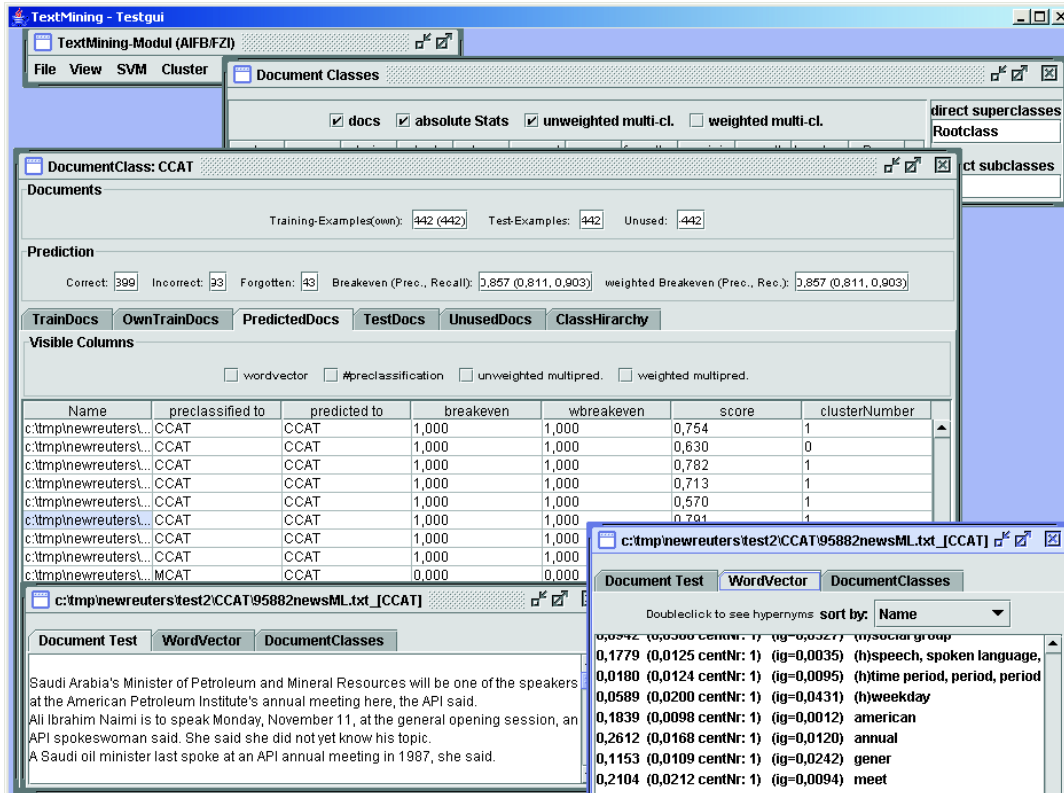 TextMining - Testgui
TextMining-Modul (AIFB/FZI)
File View SVM Cluster
Document Classes
docs absolute Stats unweighted multi-cl. weighted multi-cl.
direct superclasses
Rootclass
ct subclasses
DocumentClass: CCAT
Documents
Training-Examples(own): 442 (442) Test-Examples: 442 Unused: -442
Prediction
Correct: 399 Incorrect: 93 Forgotten: 43 Breakeven (Prec., Recall): 0,857 (0,811, 0,903) weighted Breakeven (Prec., Rec.): 0,857 (0,811, 0,903)
TrainDocs OwnTrainDocs PredictedDocs TestDocs UnusedDocs ClassHirarchy
Visible Columns
wordvector #preclassification unweighted multipred. weighted multipred.
Name preclassified to predicted to breakeven wbreakeven score clusterNumber
c:\tmp\newreuters\... CCAT CCAT 1,000 1,000 0,754 1
c:\tmp\newreuters\... CCAT CCAT 1,000 1,000 0,630 0
c:\tmp\newreuters\... CCAT CCAT 1,000 1,000 0,782 1
c:\tmp\newreuters\... CCAT CCAT 1,000 1,000 0,713 1
c:\tmp\newreuters\... CCAT CCAT 1,000 1,000 0,570 1
c:\tmp\newreuters\... CCAT CCAT 1,000 1,000 0,791 1
c:\tmp\newreuters\... CCAT CCAT 1,000 1,000
c:\tmp\newreuters\... CCAT CCAT 1,000 1,000
c:\tmp\newreuters\... MCAT CCAT 0,000 0,000
c:\tmp\newreuters\test2\CCAT\95882newsML.txt_[CCAT]
Document Test WordVector DocumentClasses
Saudi Arabia's Minister of Petroleum and Mineral Resources will be one of the speakers
at the American Petroleum Institute's annual meeting here, the API said.
Ali Ibrahim Naimi is to speak Monday, November 11, at the general opening session, an
API spokeswoman said. She said she did not yet know his topic.
A Saudi oil minister last spoke at an API annual meeting in 1987, she said.
c:\tmp\newreuters\test2\CCAT\95882newsML.txt_[CCAT]
Document Test WordVector DocumentClasses
Doubleclick to see hypernyms sort by: Name
(h)social group
0,1779 (0,0125 centNr: 1) (ig=0,0035) (h)speech, spoken language,
0,0180 (0,0124 centNr: 1) (ig=0,0095) (h)time period, period, period
0,0589 (0,0200 centNr: 1) (ig=0,0431) (h)weekday
0,1839 (0,0098 centNr: 1) (ig=0,0012) american
0,2612 (0,0168 centNr: 1) (ig=0,0120) annual
0,1153 (0,0109 centNr: 1) (ig=0,0242) gener
0,2104 (0,0212 centNr: 1) (ig=0,0094) meet